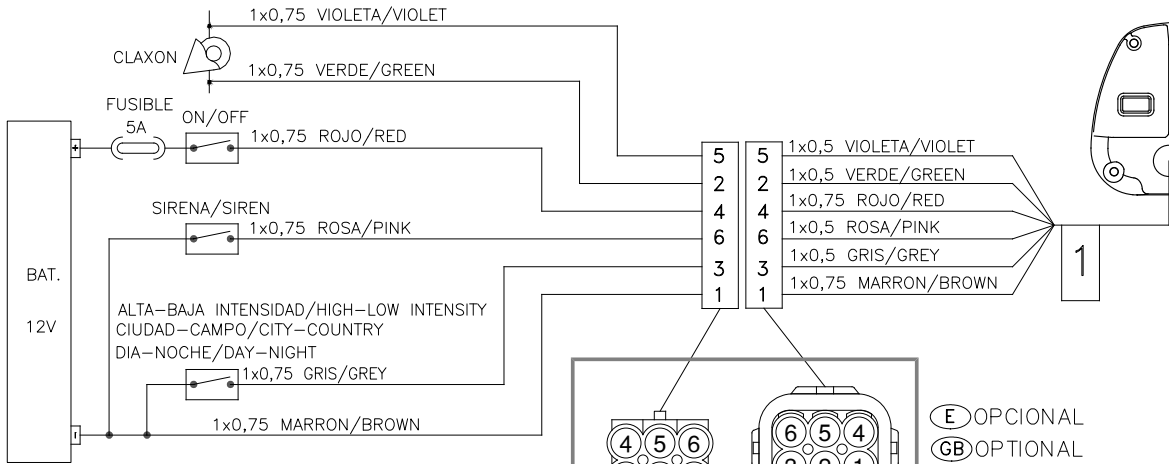 1x0,75 VIOLETA/VIOLET
CLAXON
1x0,75 VERDE/GREEN
FUSIBLE
5A
ON/OFF
1x0,75 ROJO/RED
+
SIRENA/SIREN
1x0,75 ROSA/PINK
BAT.
12V
ALTA-BAJA INTENSIDAD/HIGH-LOW INTENSITY
CIUDAD-CAMPO/CITY-COUNTRY
DIA-NOCHE/DAY-NIGHT
1x0,75 GRIS/GREY
1x0,75 MARRON/BROWN
-
5 5 1x0,5 VIOLETA/VIOLET
2 2 1x0,5 VERDE/GREEN
4 4 1x0,75 ROJO/RED
6 6 1x0,5 ROSA/PINK
3 3 1x0,5 GRIS/GREY
1 1 1x0,75 MARRON/BROWN
1
4 5 6
6 5 4
3 2 1
E OPCIONAL
GB OPTIONAL